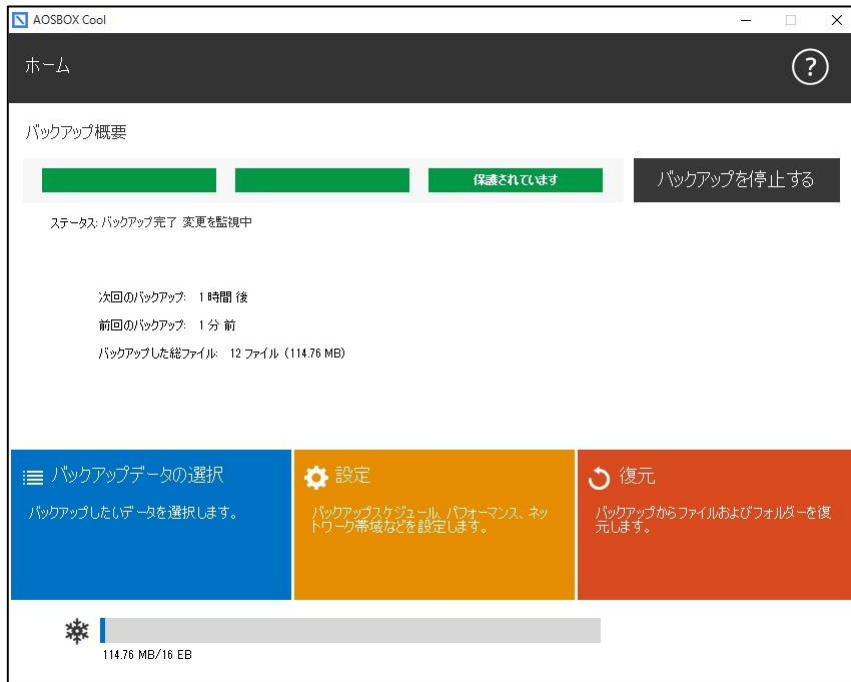 AOSBOX Cool
ホーム
?
バックアップ概要
保護されています
バックアップを停止する
ステータス: バックアップ完了 変更を監視中
次回のバックアップ: 1 時間 後
前回のバックアップ: 1 分 前
バックアップした総ファイル: 12 ファイル (114.76 MB)
バックアップデータの選択
バックアップしたいデータを選択します。
設定
バックアップスケジュール、パフォーマンス、ネッ
トワーク帯域などを設定します。
復元
バックアップからファイルおよびフォルダーを復
元します。
114.76 MB/16 EB